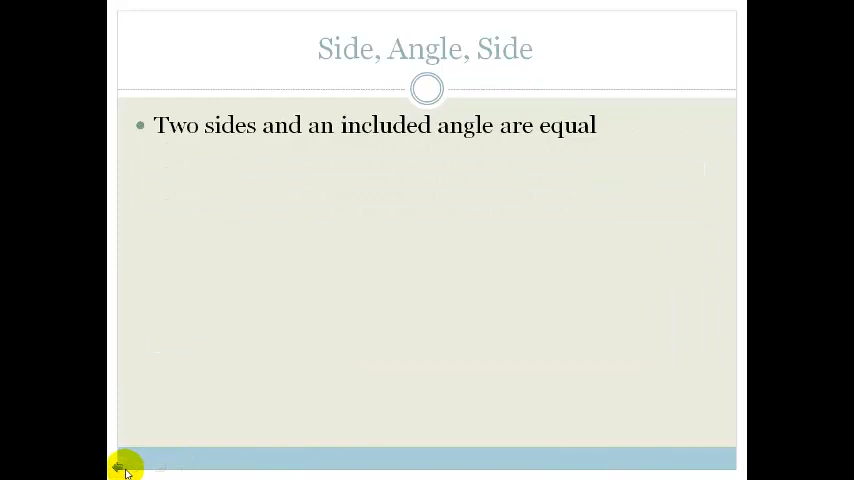 Side, Angle, Side
Two sides and an included angle are equal